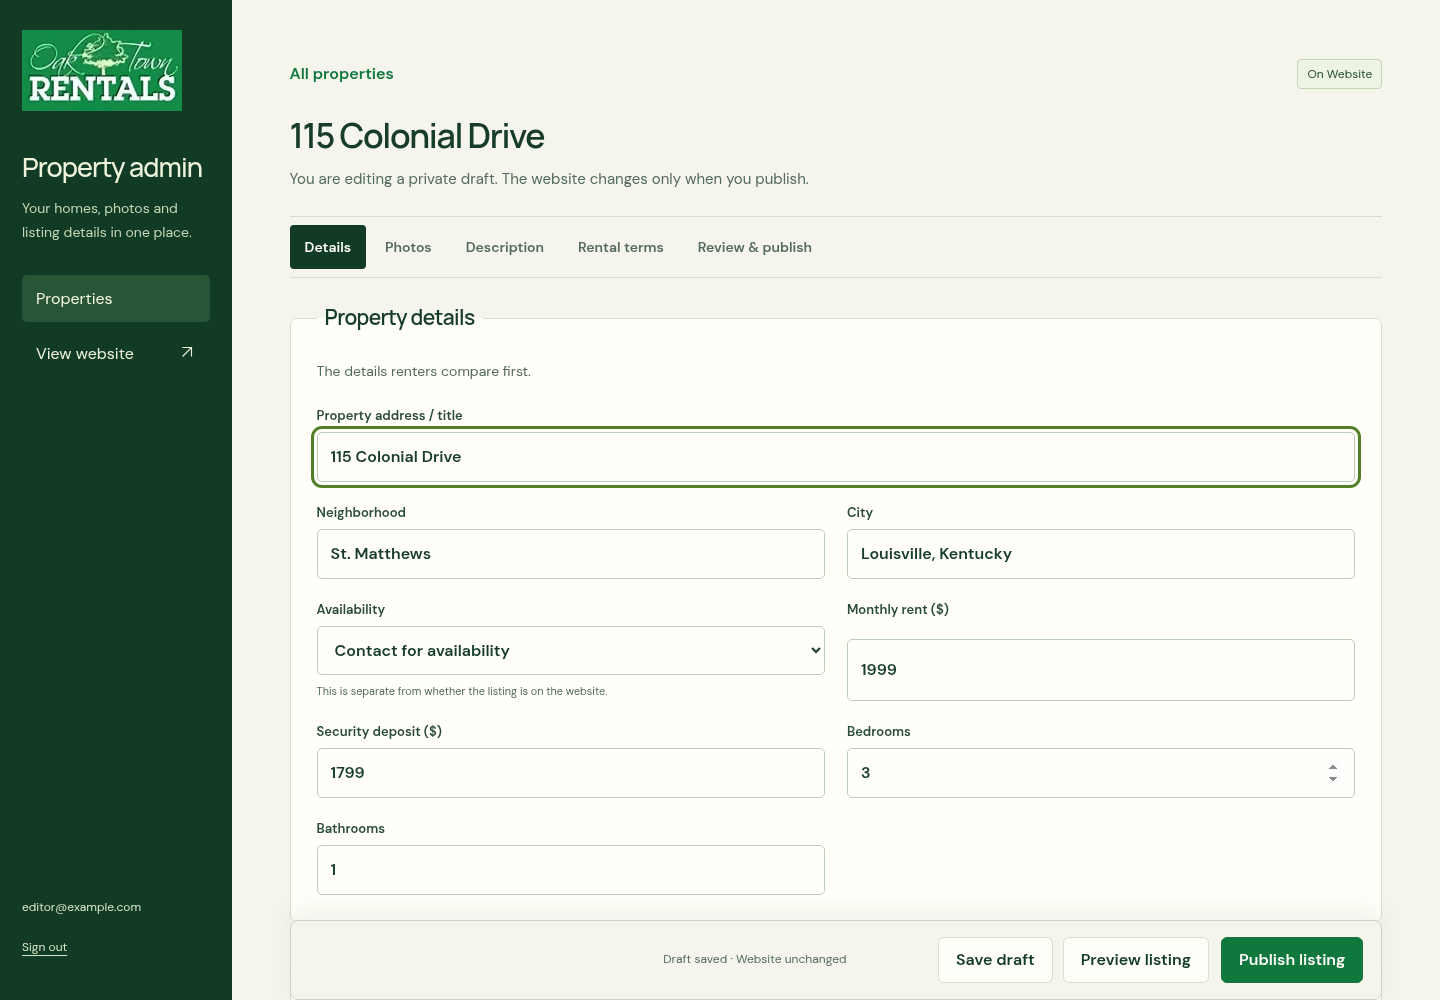 Oak Town
RENTALS
Property admin
Your homes, photos and
listing details in one place.
Properties
View website
editor@example.com
Sign out
All properties
On Website
115 Colonial Drive
You are editing a private draft. The website changes only when you publish.
Details
Photos
Description
Rental terms
Review & publish
Property details
The details renters compare first.
Property address / title
115 Colonial Drive
Neighborhood
City
St. Matthews
Louisville, Kentucky
Availability
Monthly rent ($)
Contact for availability
1999
This is separate from whether the listing is on the website.
Security deposit ($)
Bedrooms
1799
3
Bathrooms
1
Draft saved · Website unchanged
Save draft
Preview listing
Publish listing